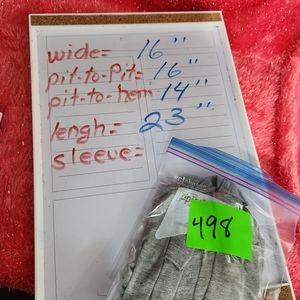 wide= 16"
pit-to-Pit= 16"
pit-to-hem 14"
lengh= 23"
sleeve=
498